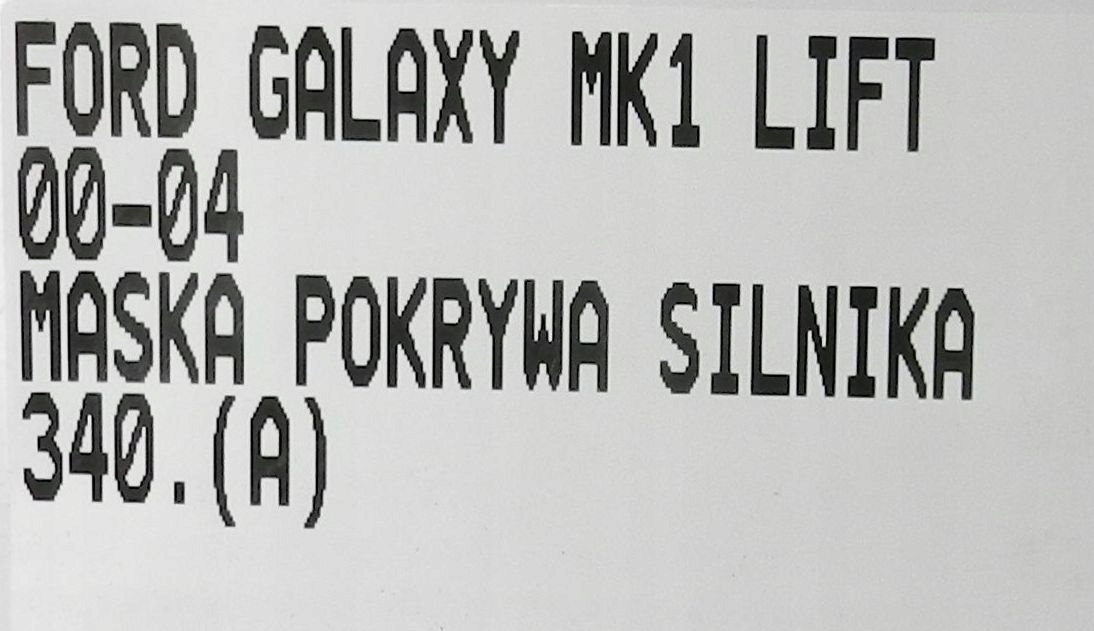 FORD GALAXY MK1 LIFT
00-04
MASKA POKRYWA SILNIKA
340.(A)